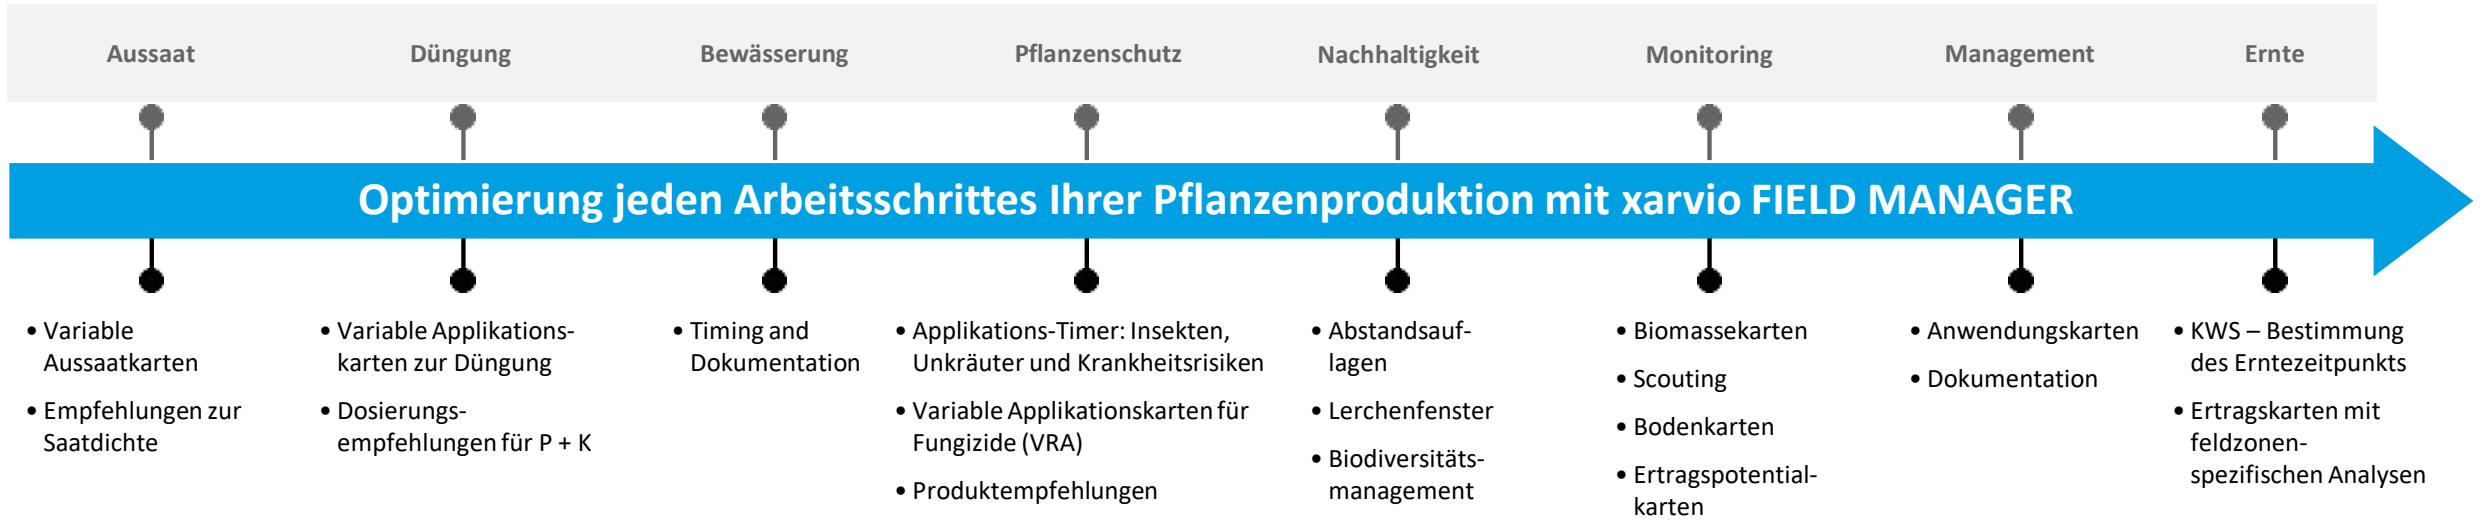 Aussaat
Düngung
Bewässerung
Pflanzenschutz
Nachhaltigkeit
Monitoring
Management
Ernte
Optimierung jeden Arbeitsschrittes Ihrer Pflanzenproduktion mit xarvio FIELD MANAGER
• Variable
Aussaatkarten
• Empfehlungen zur
Saatdichte
• Variable Applikations-
karten zur Düngung
• Dosierungs-
empfehlungen für P + K
• Timing and
Dokumentation
• Applikations-Timer: Insekten,
Unkräuter und Krankheitsrisiken
• Variable Applikationskarten für
Fungizide (VRA)
• Produktempfehlungen
• Abstandsauf-
lagen
• Lerchenfenster
• Biodiversitäts-
management
• Biomassekarten
• Scouting
• Bodenkarten
• Ertragspotential-
karten
• Anwendungskarten
• Dokumentation
• KWS – Bestimmung
des Erntezeitpunkts
• Ertragskarten mit
feldzonen-
spezifischen Analysen